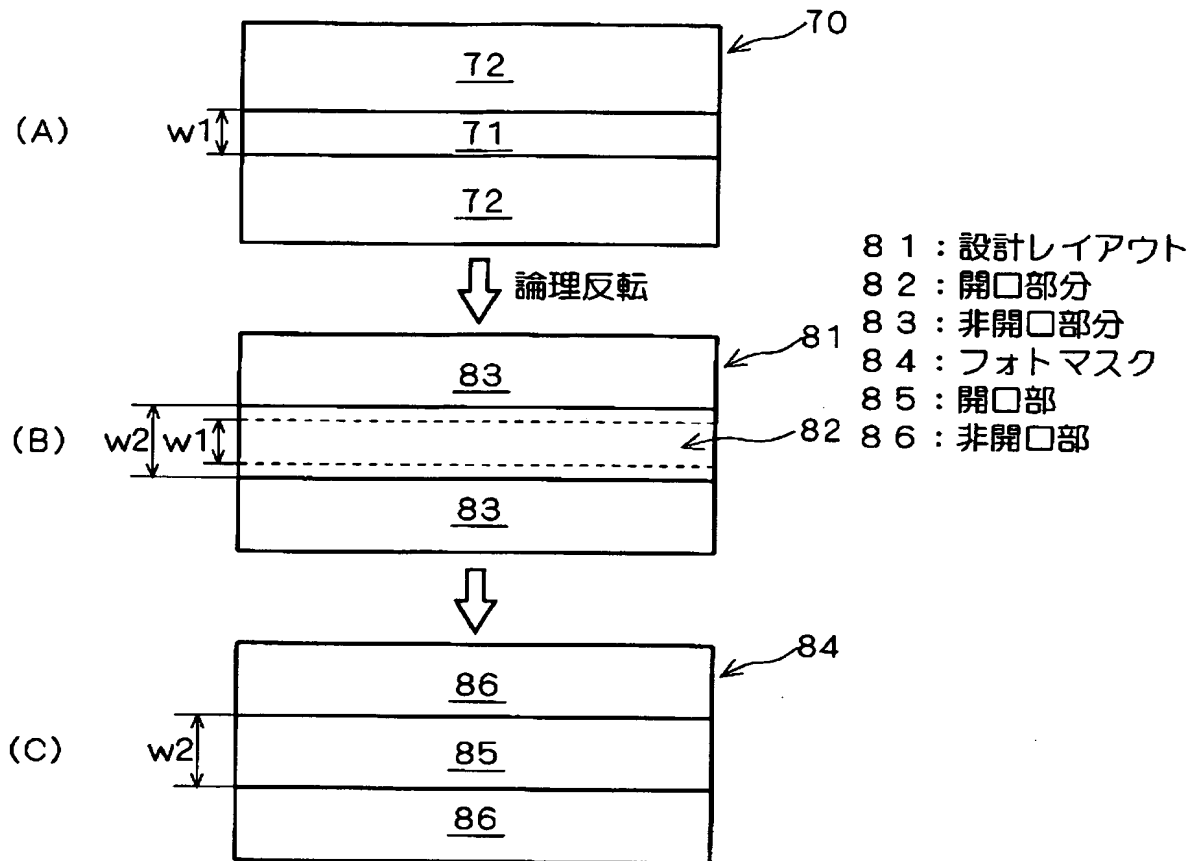 70
72
(A) w1 71
72
論理反転
81
83
(B) w2 w1 82
83
84
86
(C) w2 85
86
81：設計レイアウト
82：開口部分
83：非開口部分
84：フォトマスク
85：開口部
86：非開口部